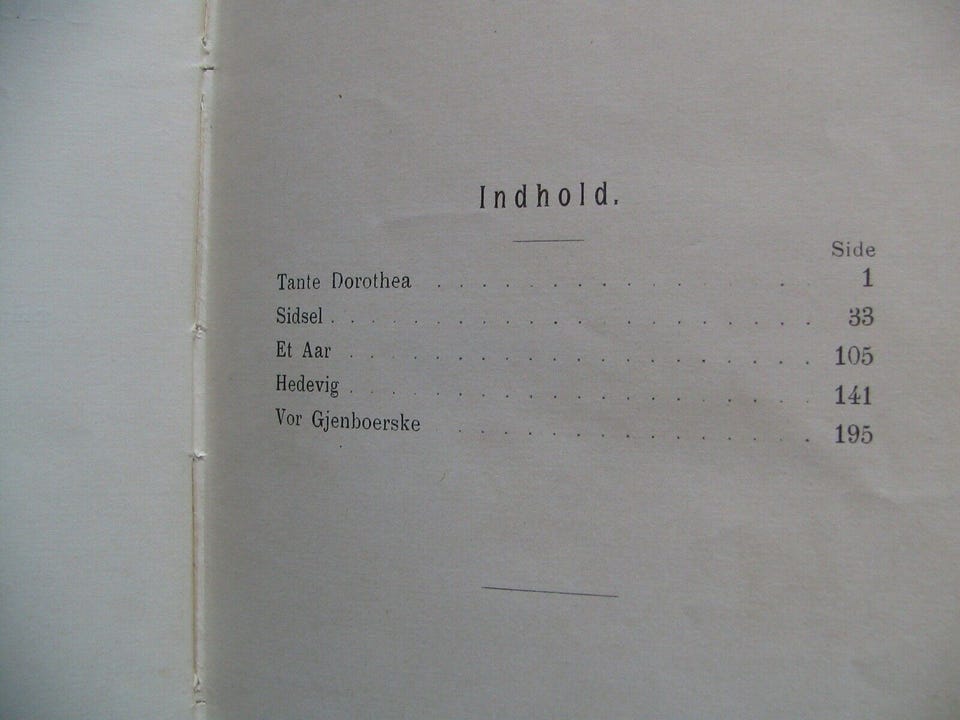 Indhold.
Side
Tante Dorothea . . . . . . . . . . . . . . . 1
Sidsel . . . . . . . . . . . . . . . . . . . 33
Et Aar . . . . . . . . . . . . . . . . . . 105
Hedevig . . . . . . . . . . . . . . . . . . 141
Vor Gjenboerske . . . . . . . . . . . . . . 195